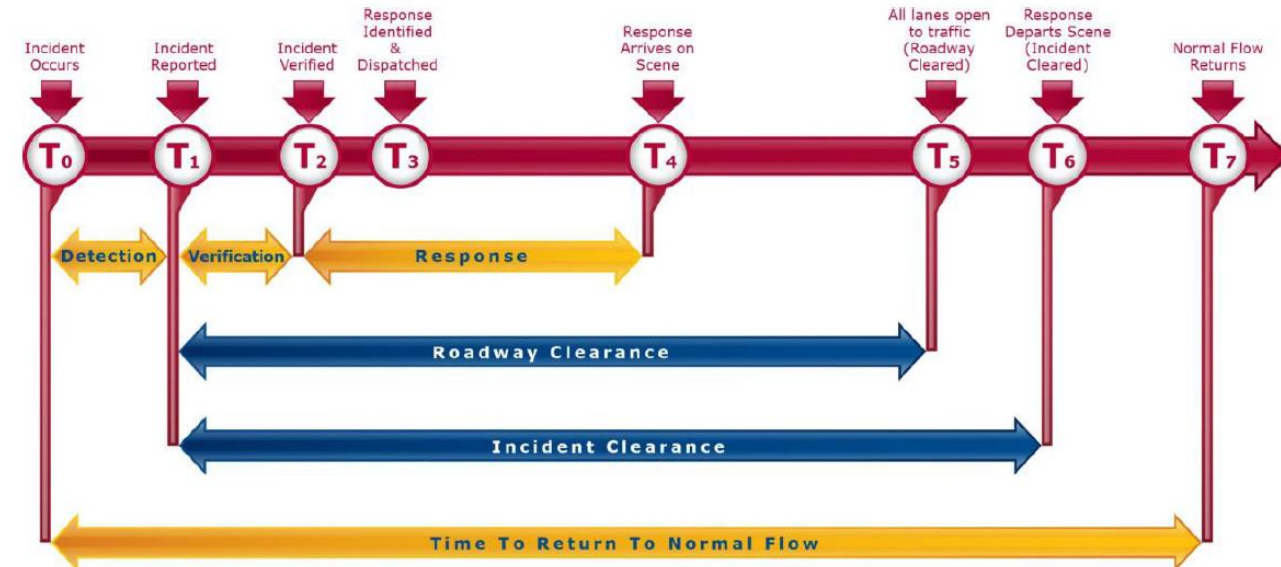 Incident
Occurs
Incident
Reported
Incident
Verified
Response
Identified
&
Dispatched
Response
Arrives on
Scene
All lanes open
to traffic
(Roadway
Cleared)
Response
Departs Scene
(Incident
Cleared)
Normal Flow
Returns
T0
T1
T2
T3
T4
T5
T6
T7
Detection
Verification
Response
Roadway Clearance
Incident Clearance
Time To Return To Normal Flow